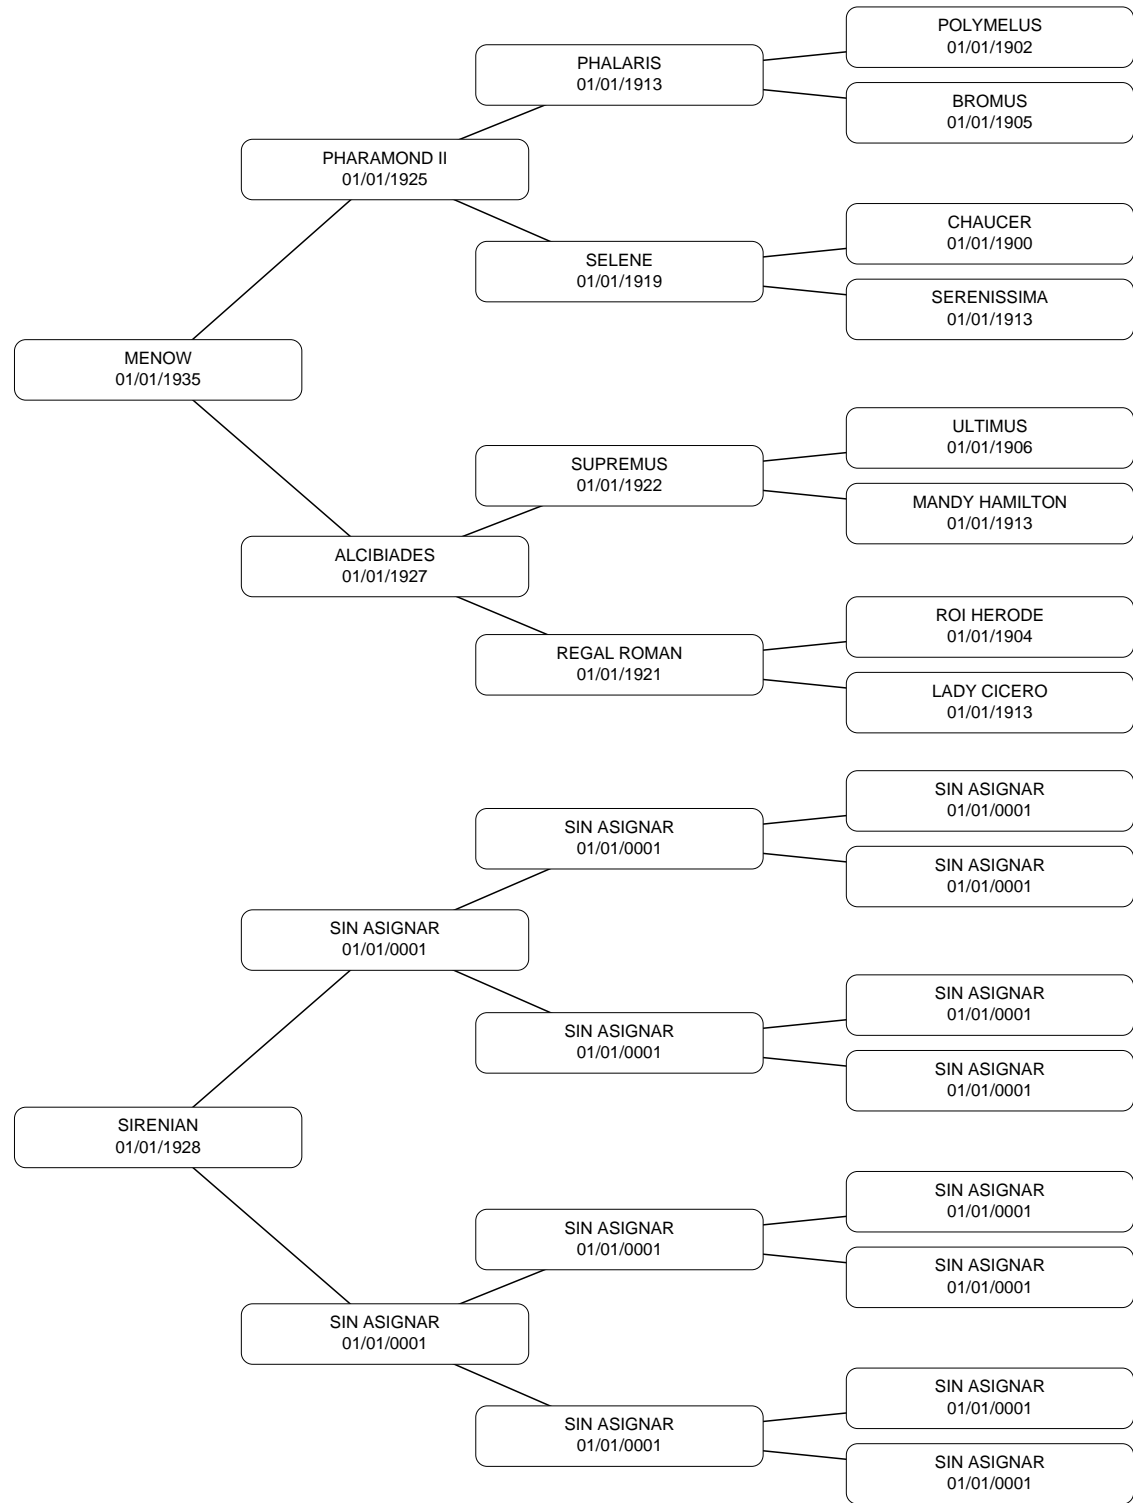 POLYMELUS
01/01/1902
PHALARIS
01/01/1913
BROMUS
01/01/1905
PHARAMOND II
01/01/1925
CHAUCER
01/01/1900
SELENE
01/01/1919
SERENISSIMA
01/01/1913
MENOW
01/01/1935
ULTIMUS
01/01/1906
SUPREMUS
01/01/1922
MANDY HAMILTON
01/01/1913
ALCIBIADES
01/01/1927
ROI HERODE
01/01/1904
REGAL ROMAN
01/01/1921
LADY CICERO
01/01/1913
SIN ASIGNAR
01/01/0001
SIN ASIGNAR
01/01/0001
SIN ASIGNAR
01/01/0001
SIN ASIGNAR
01/01/0001
SIN ASIGNAR
01/01/0001
SIN ASIGNAR
01/01/0001
SIN ASIGNAR
01/01/0001
SIRENIAN
01/01/1928
SIN ASIGNAR
01/01/0001
SIN ASIGNAR
01/01/0001
SIN ASIGNAR
01/01/0001
SIN ASIGNAR
01/01/0001
SIN ASIGNAR
01/01/0001
SIN ASIGNAR
01/01/0001
SIN ASIGNAR
01/01/0001